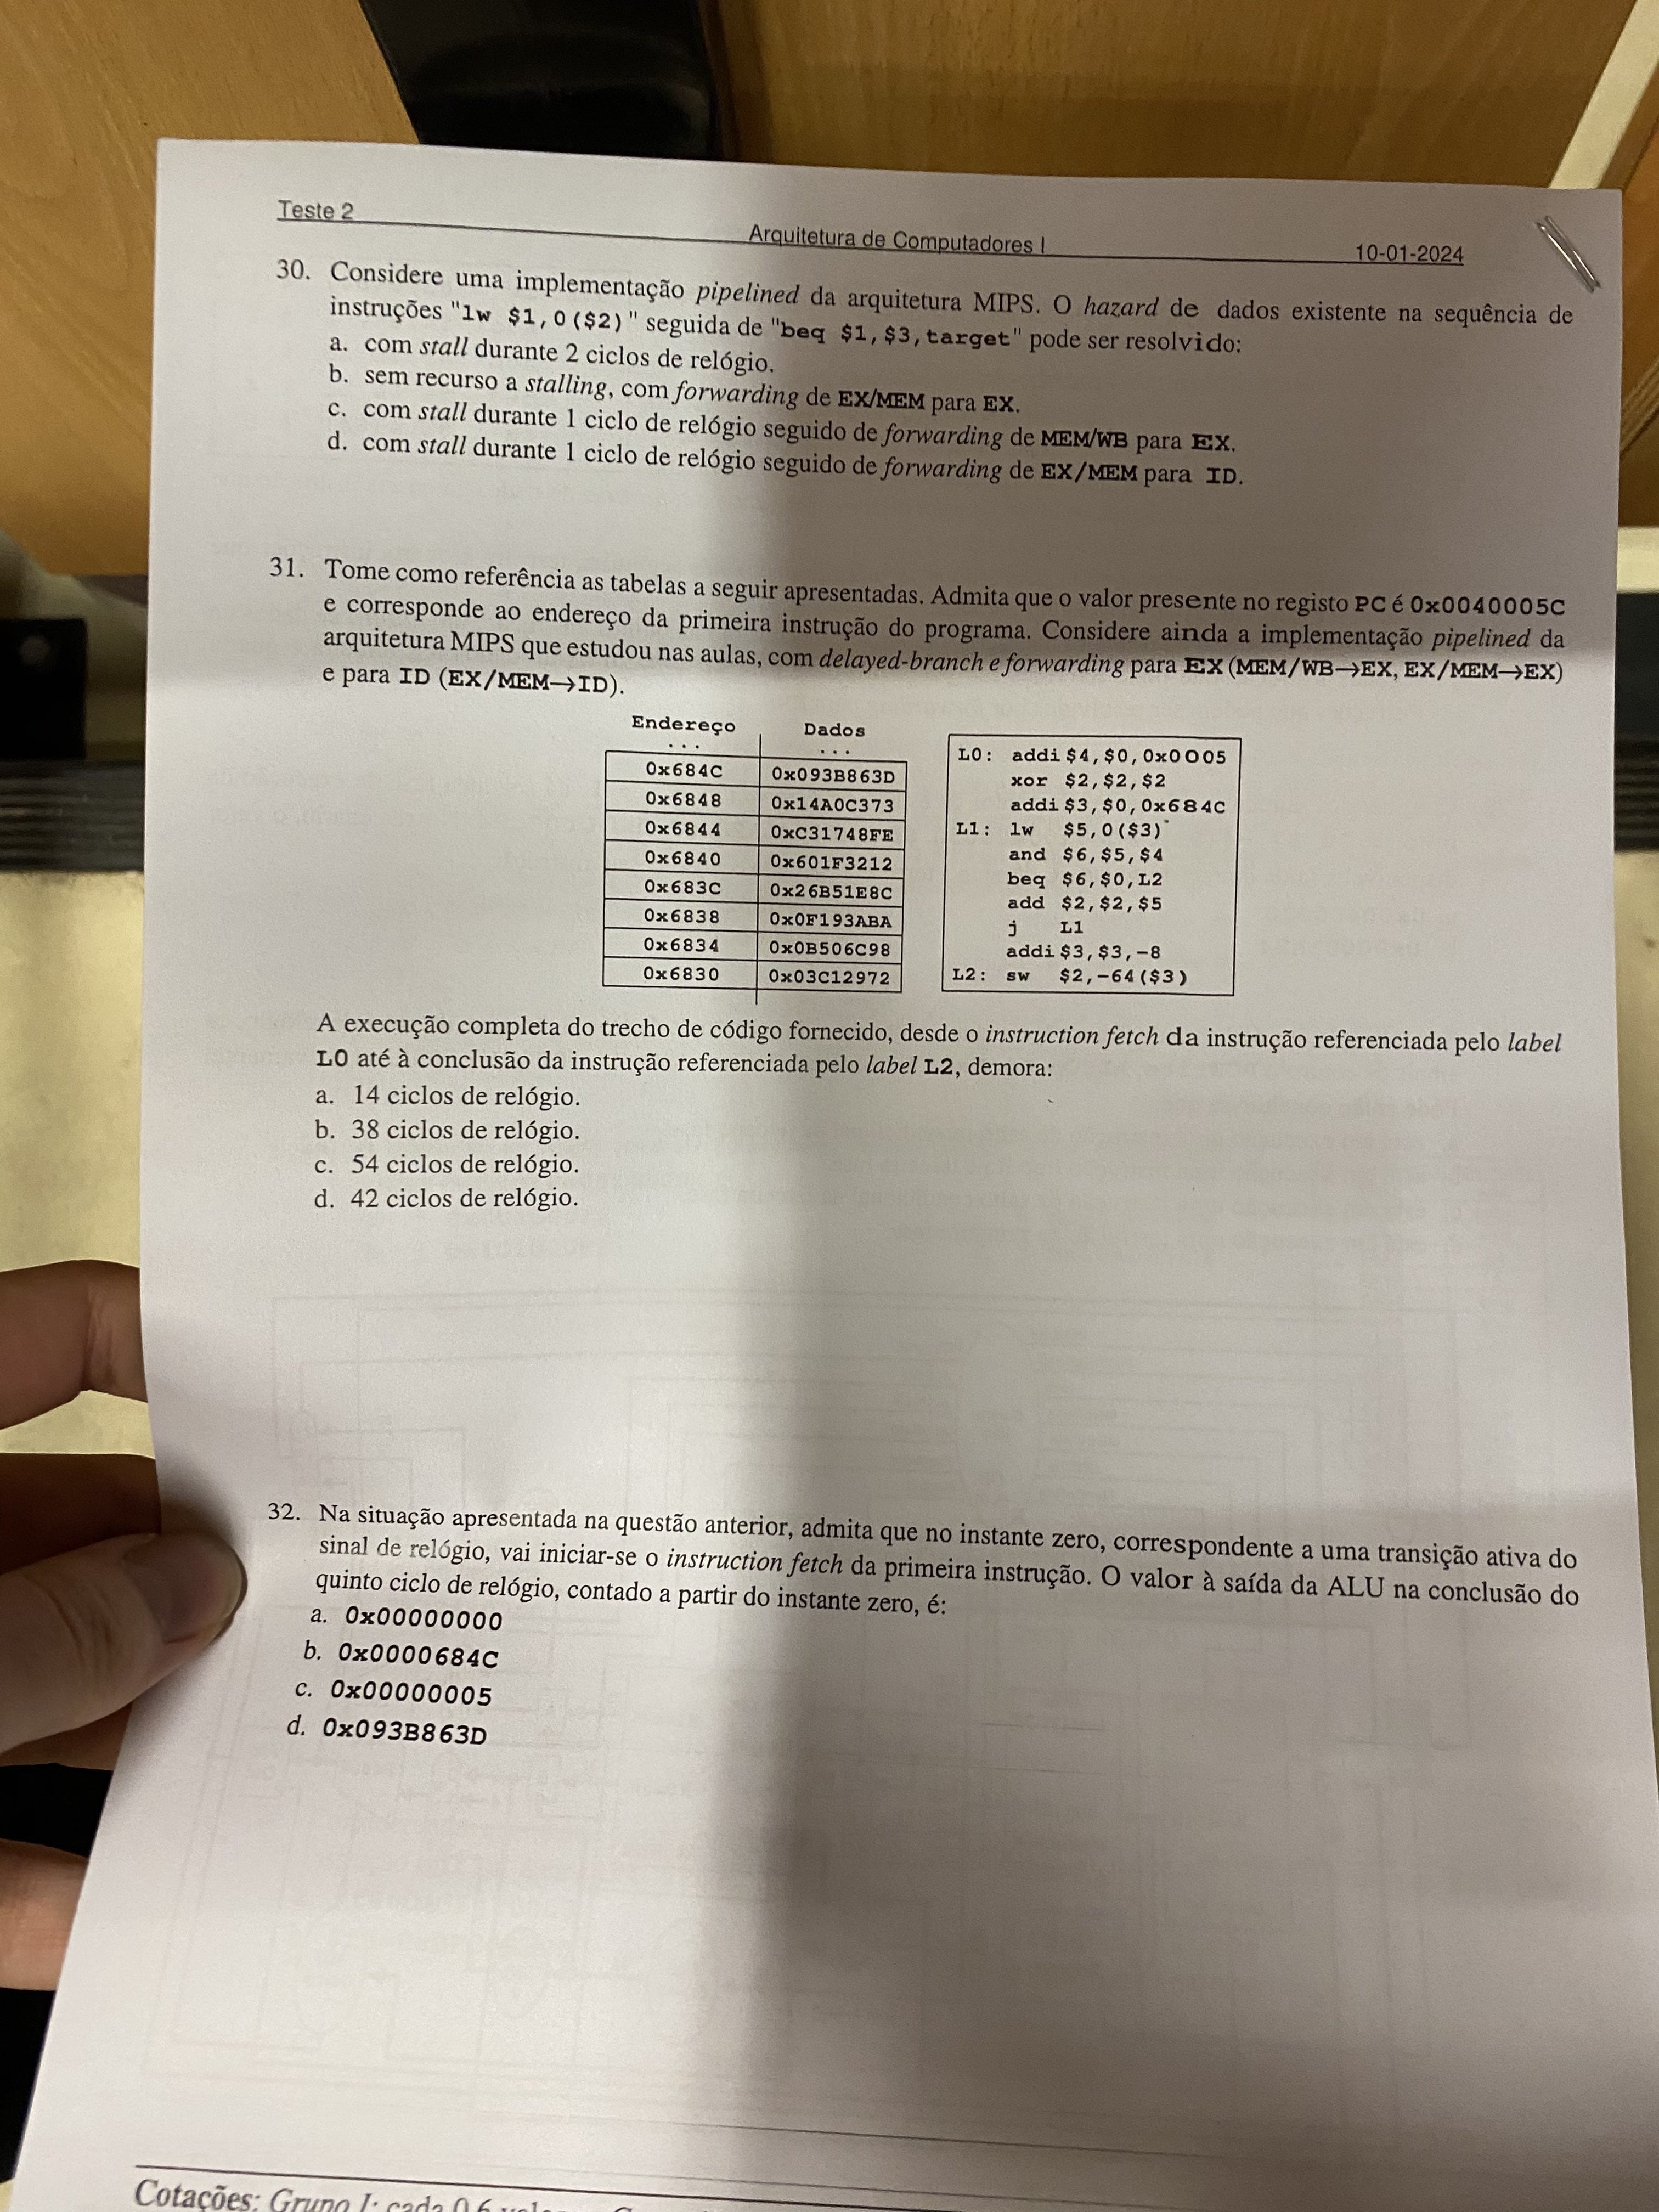 Teste 2
Arquitetura de Computadores I
10-01-2024
30. Considere uma implementação pipelined da arquitetura MIPS. O hazard de dados existente na sequência de
instruções "lw $1,0($2)" seguida de "beq $1,$3,target" pode ser resolvido:
a. com stall durante 2 ciclos de relógio.
b. sem recurso a stalling, com forwarding de EX/MEM para EX.
c. com stall durante 1 ciclo de relógio seguido de forwarding de MEM/WB para EX.
d. com stall durante 1 ciclo de relógio seguido de forwarding de EX/MEM para ID.
31. Tome como referência as tabelas a seguir apresentadas. Admita que o valor presente no registo PC é 0x0040005C
e corresponde ao endereço da primeira instrução do programa. Considere ainda a implementação pipelined da
arquitetura MIPS que estudou nas aulas, com delayed-branch e forwarding para EX (MEM/WB→EX, EX/MEM→EX)
e para ID (EX/MEM→ID).
Endereço Dados
... ...
0x684C 0x093B863D
0x6848 0x14A0C373
0x6844 0xC31748FE
0x6840 0x601F3212
0x683C 0x26B51E8C
0x6838 0x0F193ABA
0x6834 0x0B506C98
0x6830 0x03C12972
L0: addi $4,$0,0x0005
xor $2,$2,$2
addi $3,$0,0x684C
L1: lw $5,0($3)
and $6,$5,$4
beq $6,$0,L2
add $2,$2,$5
j L1
addi $3,$3,-8
L2: sw $2,-64($3)
A execução completa do trecho de código fornecido, desde o instruction fetch da instrução referenciada pelo label
L0 até à conclusão da instrução referenciada pelo label L2, demora:
a. 14 ciclos de relógio.
b. 38 ciclos de relógio.
c. 54 ciclos de relógio.
d. 42 ciclos de relógio.
32. Na situação apresentada na questão anterior, admita que no instante zero, correspondente a uma transição ativa do
sinal de relógio, vai iniciar-se o instruction fetch da primeira instrução. O valor à saída da ALU na conclusão do
quinto ciclo de relógio, contado a partir do instante zero, é:
a. 0x00000000
b. 0x0000684C
c. 0x00000005
d. 0x093B863D
Cotações: Grupo I: cada 0,6